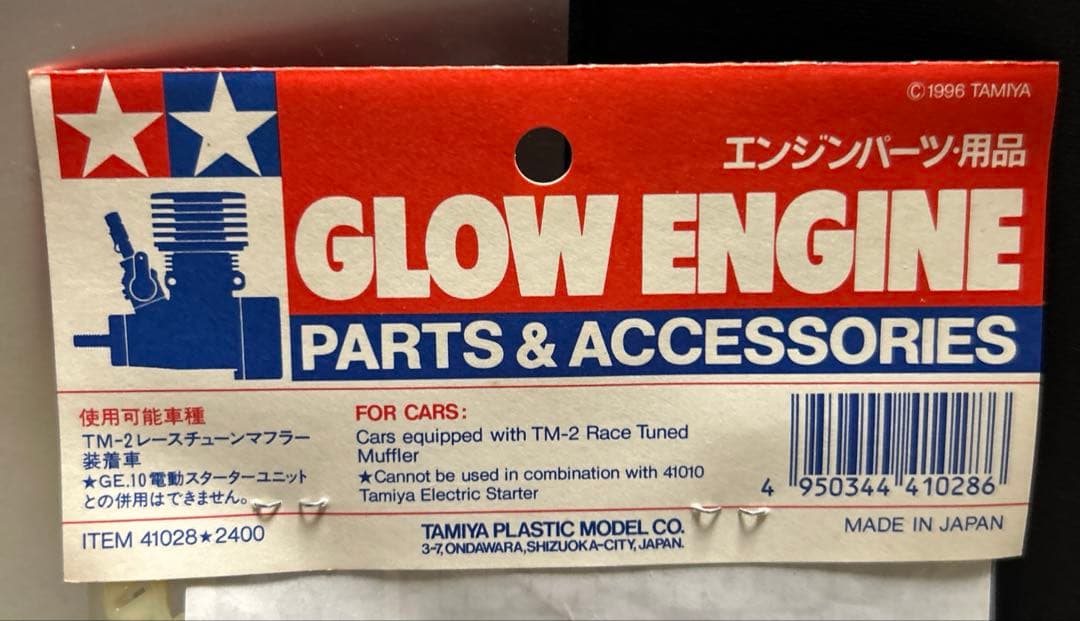 ©1996 TAMIYA
エンジンパーツ・用品
GLOW ENGINE
PARTS & ACCESSORIES
使用可能車種
TM-2レースチューンマフラー
装着車
★GE.10電動スターターユニット
との併用はできません。
FOR CARS:
Cars equipped with TM-2 Race Tuned
Muffler
★Cannot be used in combination with 41010
Tamiya Electric Starter
4 950344 410286
ITEM 41028★2400
TAMIYA PLASTIC MODEL CO.
3-7, ONDAWARA, SHIZUOKA-CITY, JAPAN.
MADE IN JAPAN